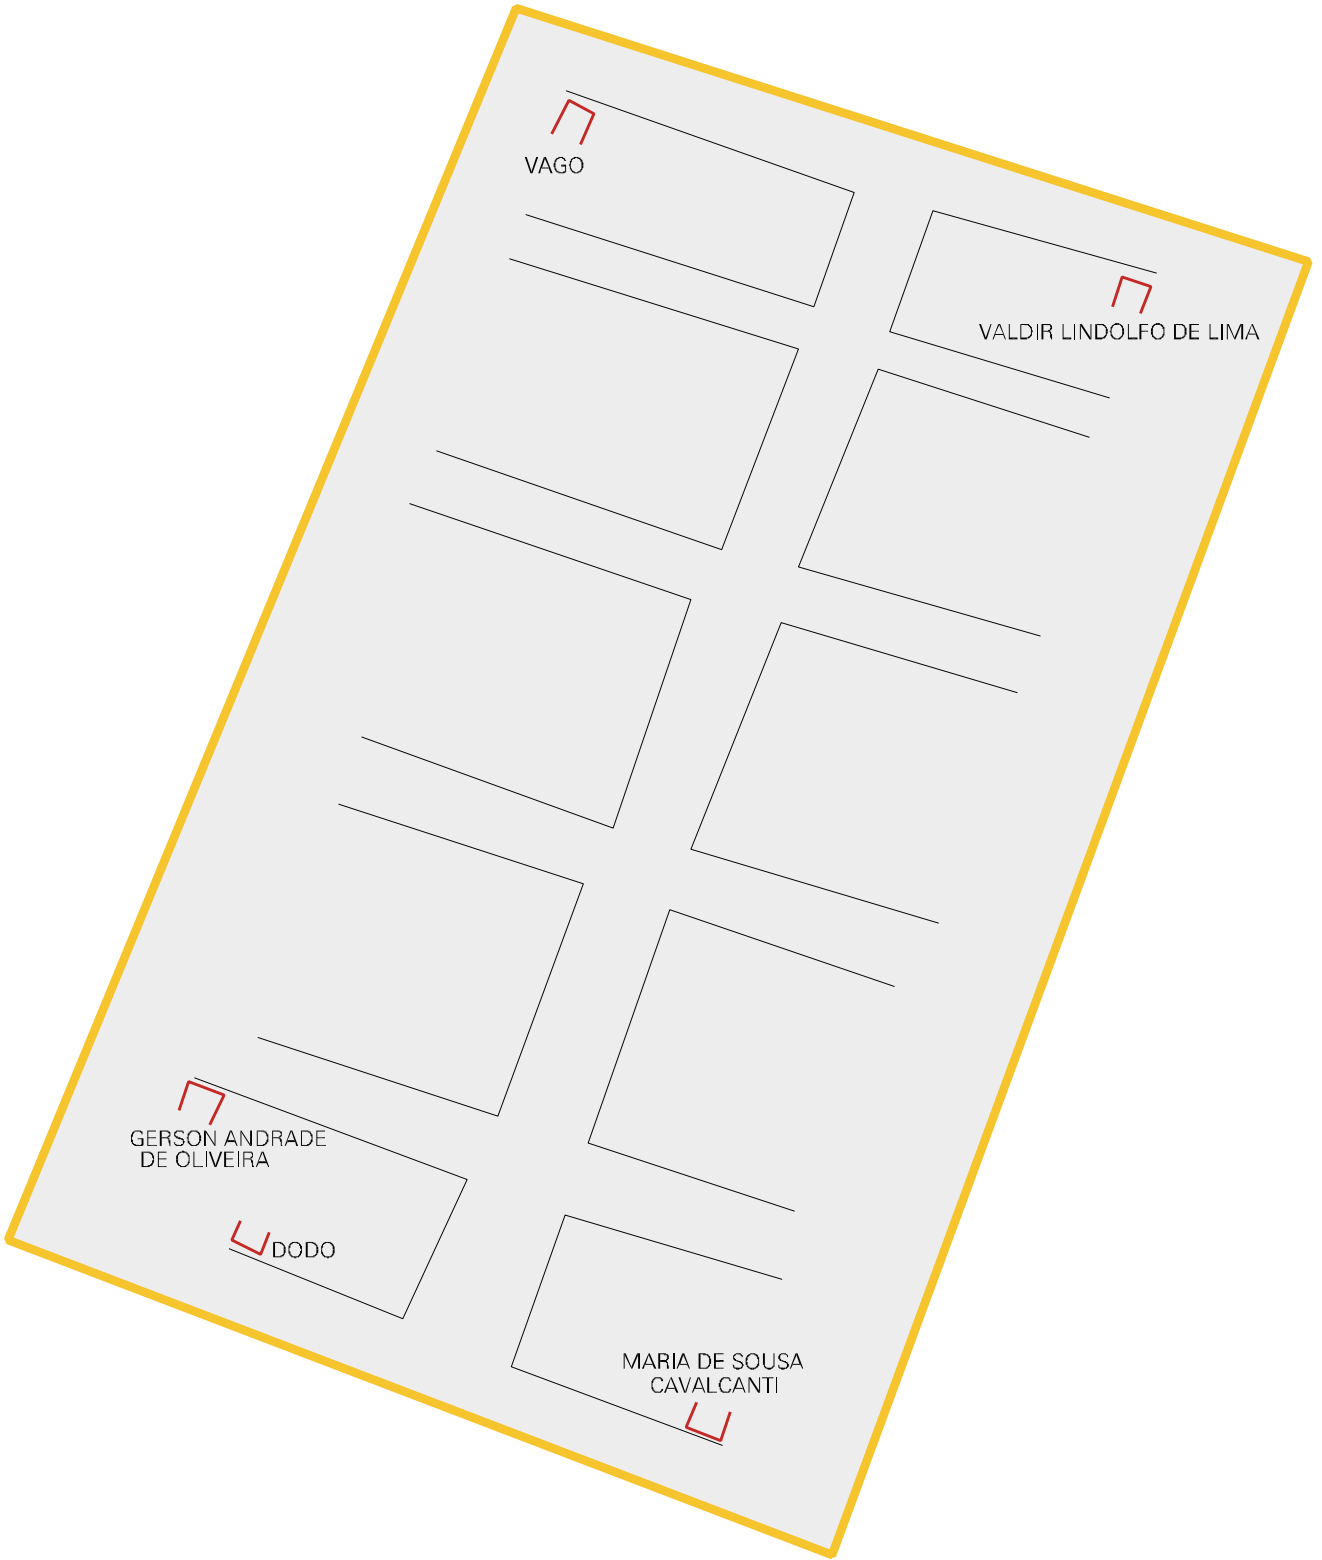 VAGO
VALDIR LINDOLFO DE LIMA
GERSON ANDRADE
DE OLIVEIRA
DODO
MARIA DE SOUSA
CAVALCANTI